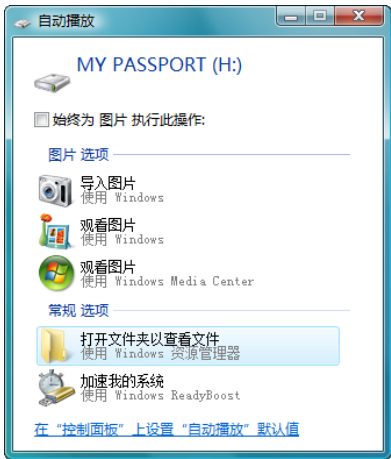 自动播放
MY PASSPORT (H:)
始终为 图片 执行此操作:
图片 选项
导入图片
使用 Windows
观看图片
使用 Windows
观看图片
使用 Windows Media Center
常规 选项
打开文件夹以查看文件
使用 Windows 资源管理器
加速我的系统
使用 Windows ReadyBoost
在 "控制面板" 上设置 "自动播放" 默认值